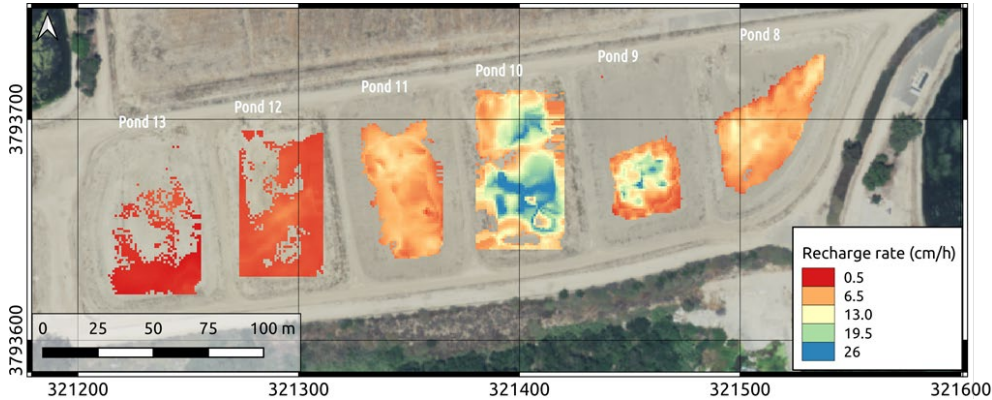 Pond 8
Pond 9
Pond 10
Pond 11
Pond 12
Pond 13
3793700
3793600
Recharge rate (cm/h)
0.5
6.5
13.0
19.5
26
0 25 50 75 100 m
321200 321300 321400 321500 321600